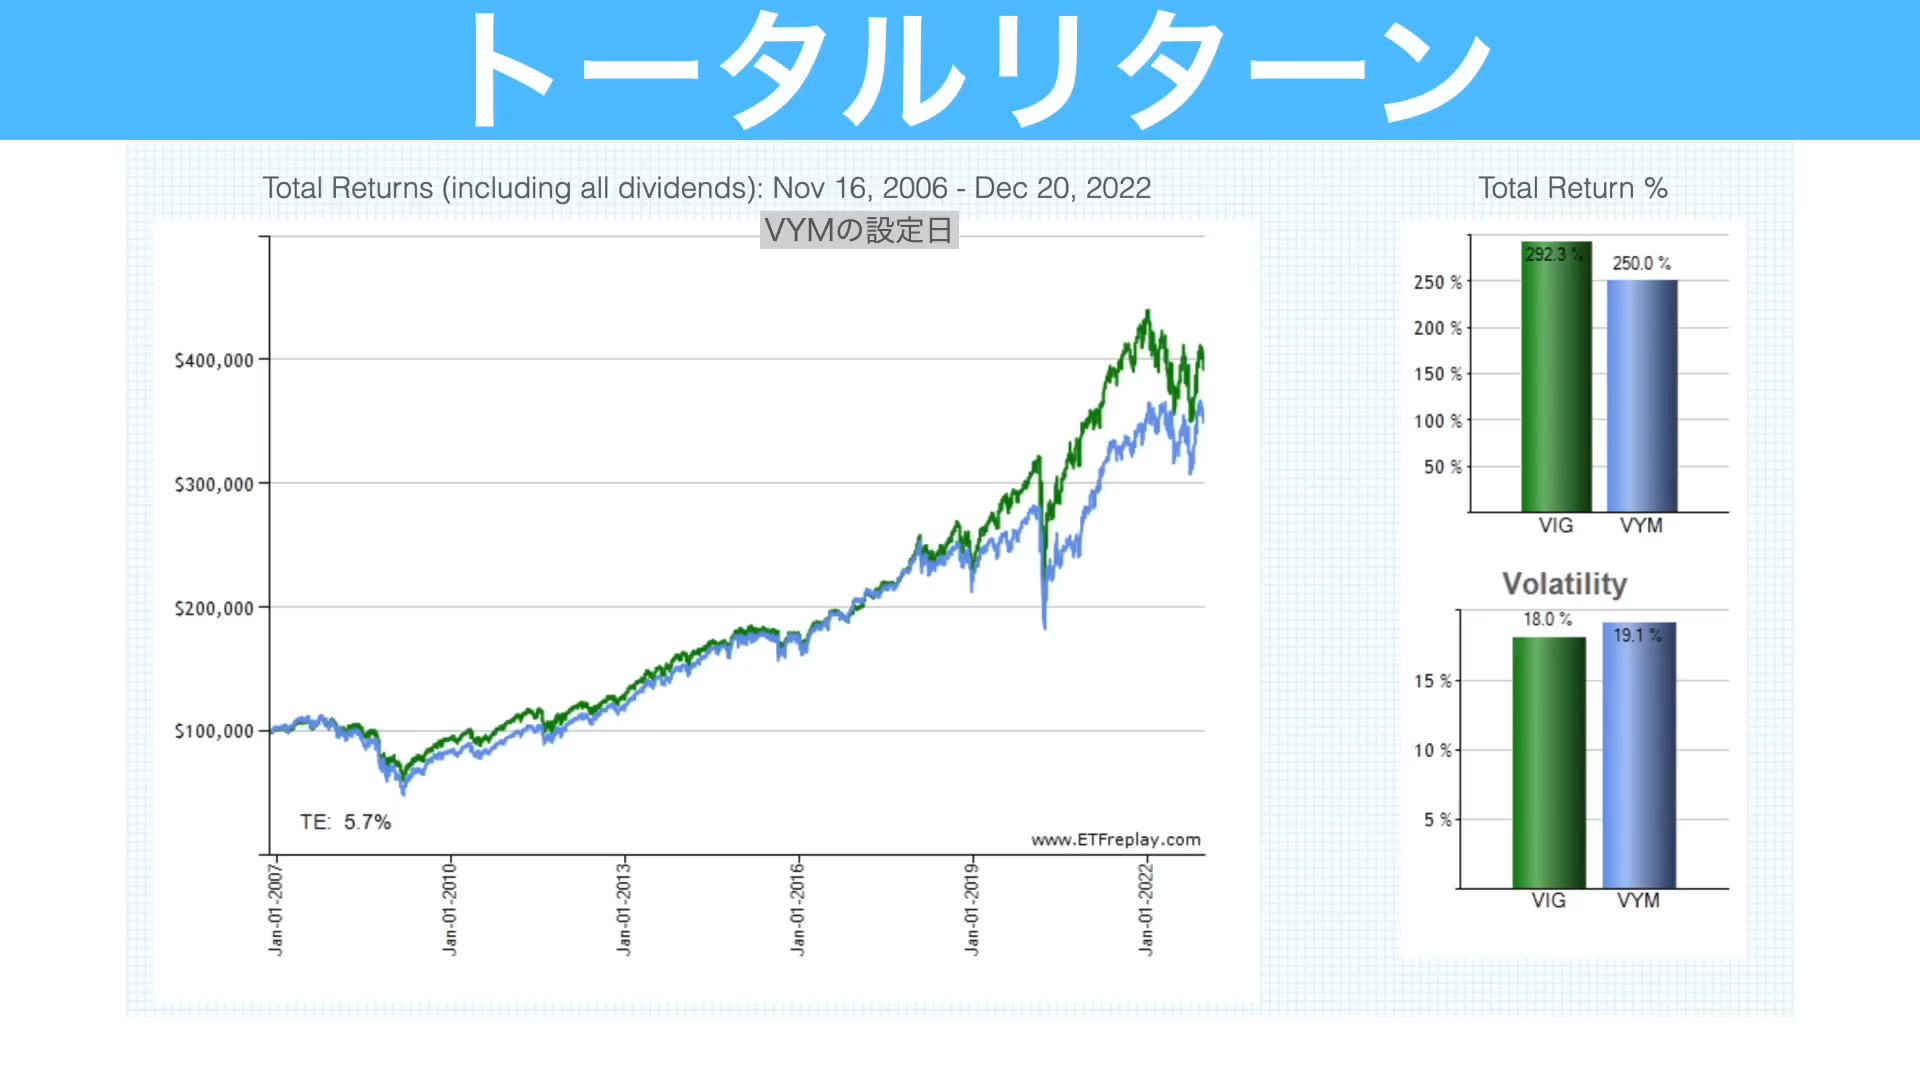 トータルリターン
Total Returns (including all dividends): Nov 16, 2006 - Dec 20, 2022
VYMの設定日
$400,000
$300,000
$200,000
$100,000
TE: 5.7%
www.ETFreplay.com
Jan-01-2007
Jan-01-2010
Jan-01-2013
Jan-01-2016
Jan-01-2019
Jan-01-2022
Total Return %
292.3 %
250.0 %
250 %
200 %
150 %
100 %
50 %
VIG
VYM
Volatility
18.0 %
19.1 %
15 %
10 %
5 %
VIG
VYM